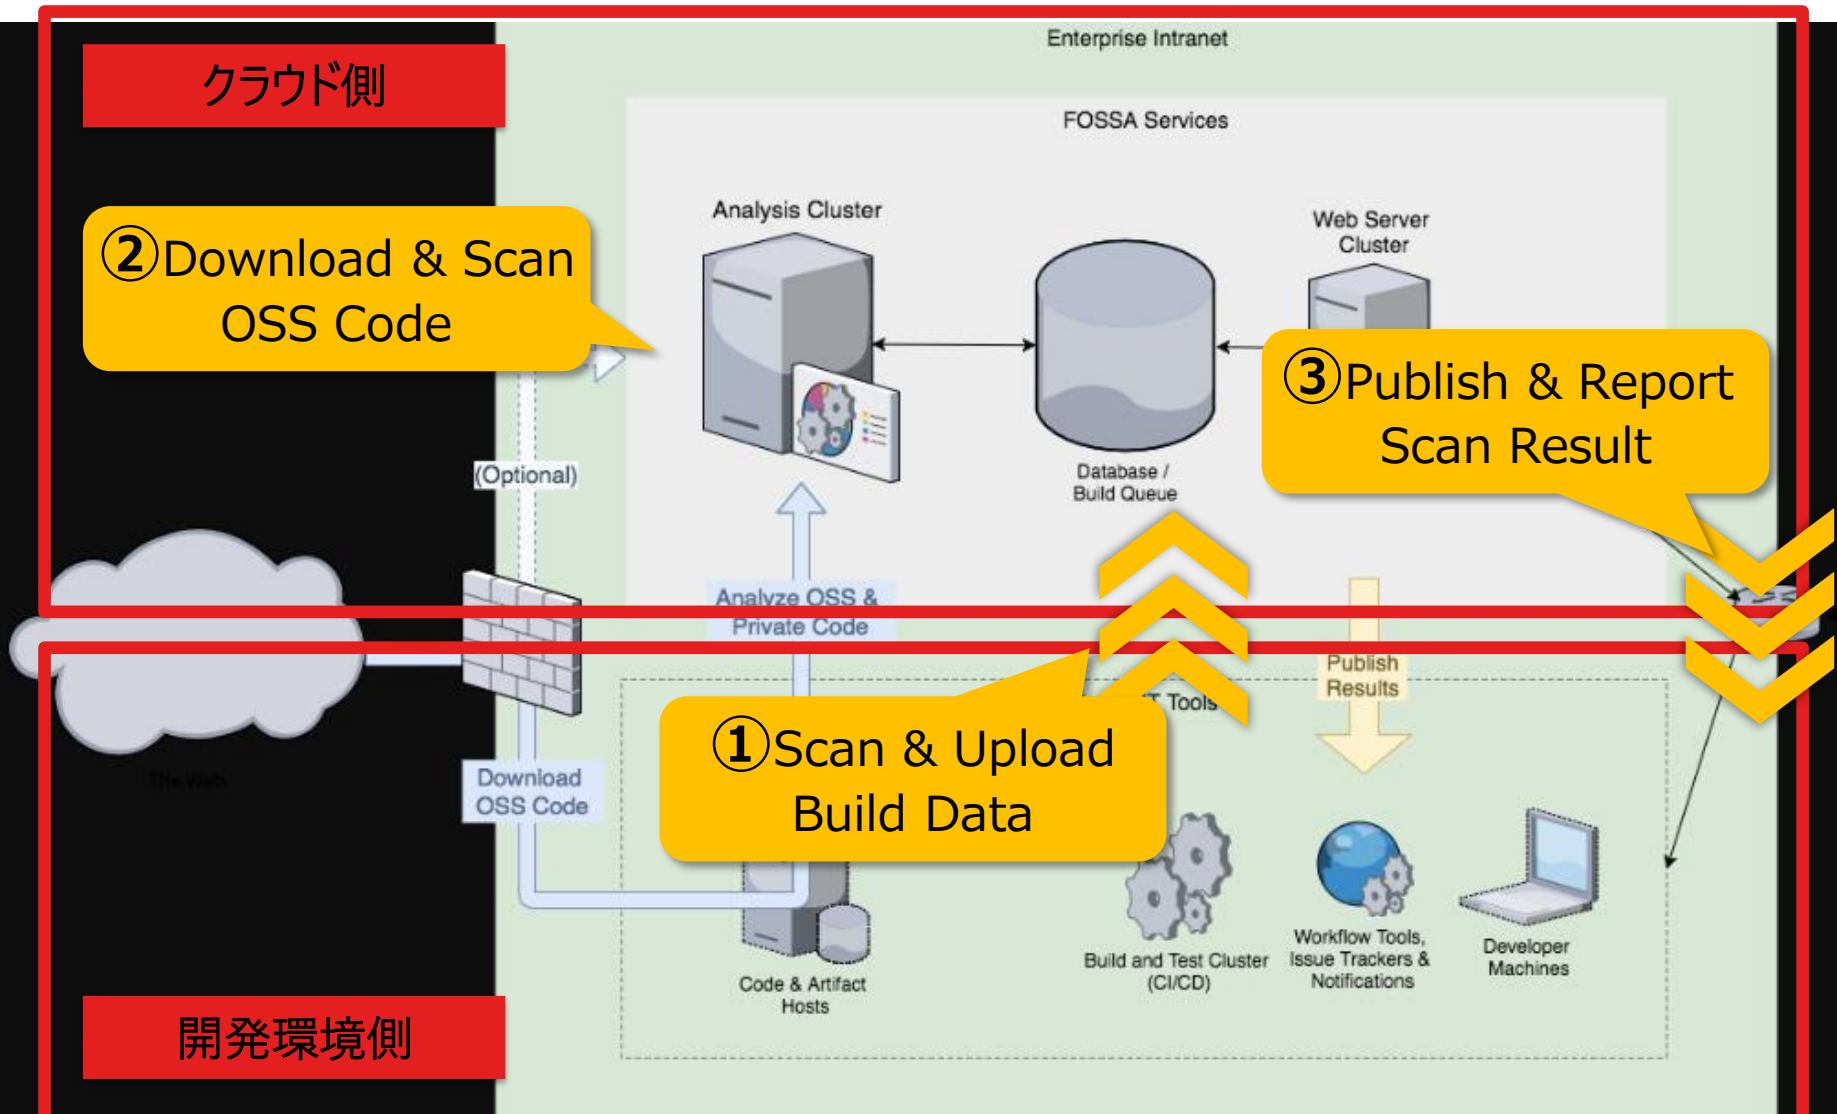 Enterprise Intranet
クラウド側
FOSSA Services
Analysis Cluster
Web Server
Cluster
②Download & Scan
OSS Code
③Publish & Report
Scan Result
(Optional)
Database /
Build Queue
Analyze OSS &
Private Code
Publish
Results
Tools
①Scan & Upload
Build Data
The Web
Download
OSS Code
Code & Artifact
Hosts
Build and Test Cluster
(CI/CD)
Workflow Tools,
Issue Trackers &
Notifications
Developer
Machines
開発環境側